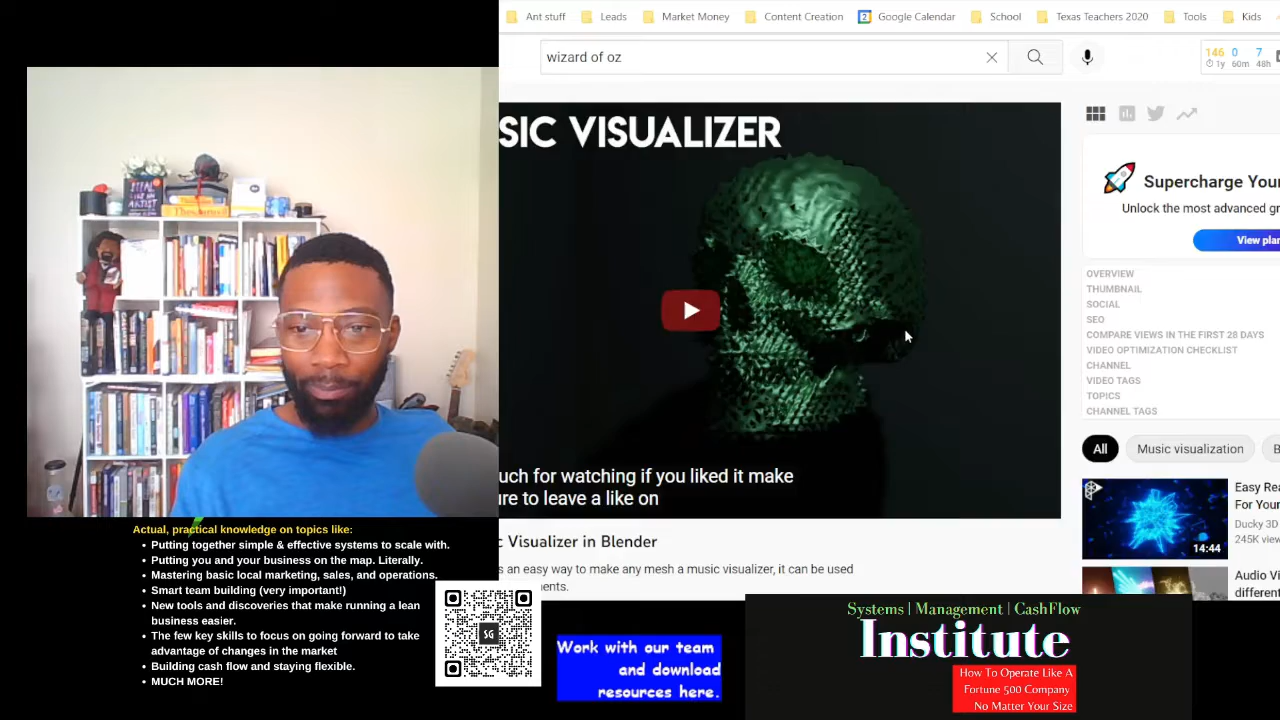 Ant stuff
Leads
Market Money
Content Creation
2
Google Calendar
School
Texas Teachers 2020
Tools
Kids
wizard of oz
146 0 7
1y 60m 48h
SIC VISUALIZER
uch for watching if you liked it make
re to leave a like on
Supercharge Your
Unlock the most advanced gr
View plan
OVERVIEW
THUMBNAIL
SOCIAL
SEO
COMPARE VIEWS IN THE FIRST 28 DAYS
VIDEO OPTIMIZATION CHECKLIST
CHANNEL
VIDEO TAGS
TOPICS
CHANNEL TAGS
All
Music visualization
B
14:44
Easy Rea
For Your
Ducky 3D
245K view
Audio Vi
different
c Visualizer in Blender
s an easy way to make any mesh a music visualizer, it can be used
ents.
STEAL
LIKE AN
ARTIST
Thesaurus
Actual, practical knowledge on topics like:
• Putting together simple & effective systems to scale with.
• Putting you and your business on the map. Literally.
• Mastering basic local marketing, sales, and operations.
• Smart team building (very important!)
• New tools and discoveries that make running a lean
business easier.
• The few key skills to focus on going forward to take
advantage of changes in the market
• Building cash flow and staying flexible.
• MUCH MORE!
SG
Work with our team
and download
resources here.
Systems | Management | CashFlow
Institute
How To Operate Like A
Fortune 500 Company
No Matter Your Size